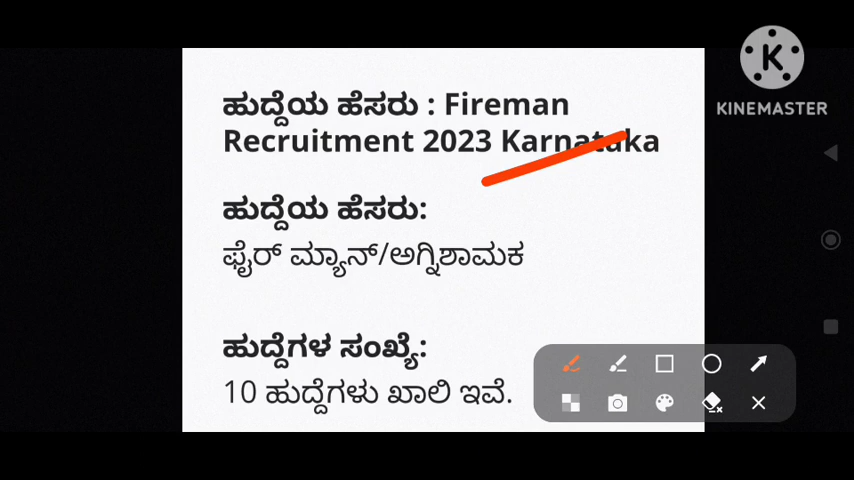 KINEMASTER
ಹುದ್ದೆಯ ಹೆಸರು : Fireman
Recruitment 2023 Karnataka
ಹುದ್ದೆಯ ಹೆಸರು:
ಫೈರ್ ಮ್ಯಾನ್/ಅಗ್ನಿಶಾಮಕ
ಹುದ್ದೆಗಳ ಸಂಖ್ಯೆ:
10 ಹುದ್ದೆಗಳು ಖಾಲಿ ಇವೆ.